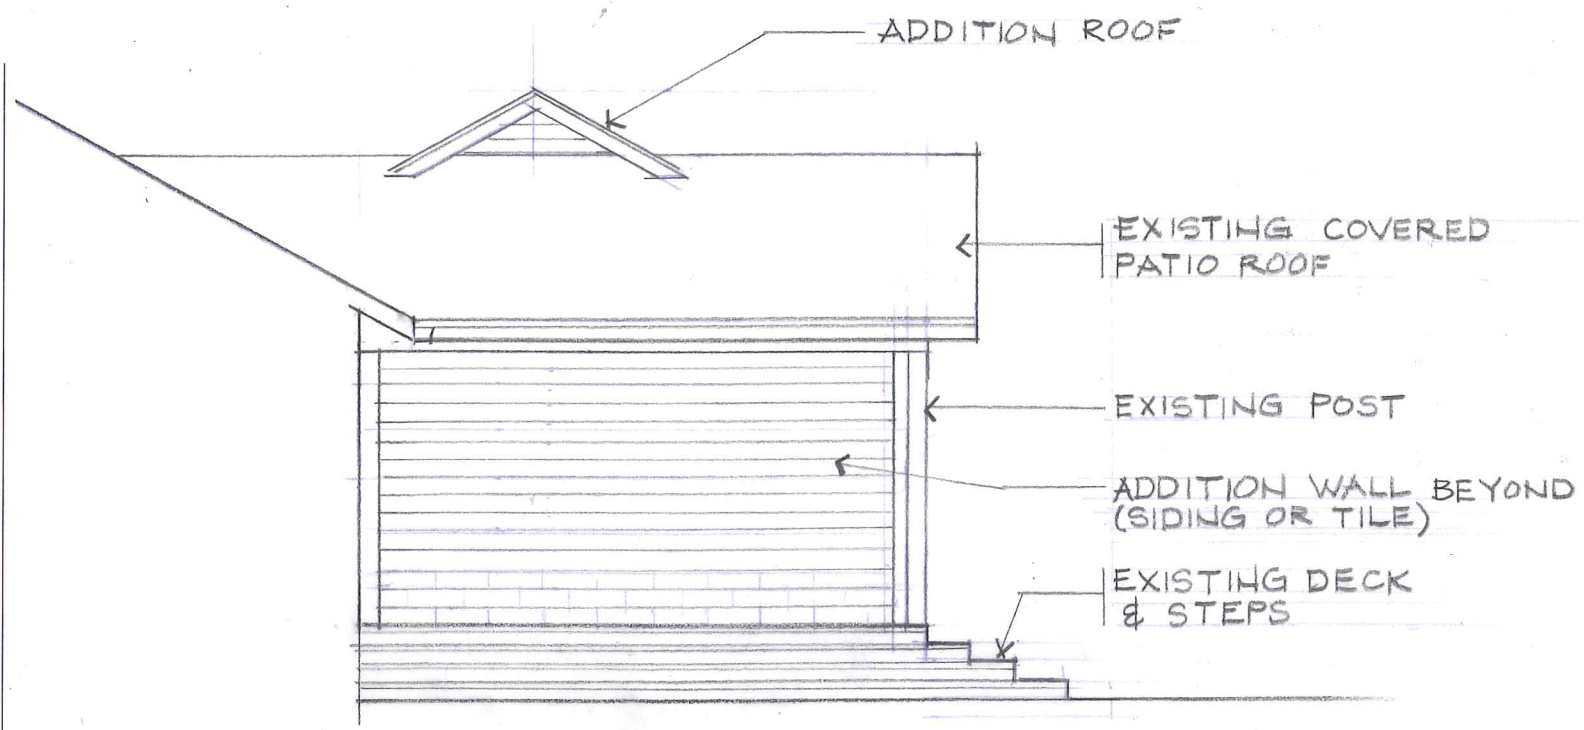 ADDITION ROOF
EXISTING COVERED
PATIO ROOF
EXISTING POST
ADDITION WALL BEYOND
(SIDING OR TILE)
EXISTING DECK
& STEPS